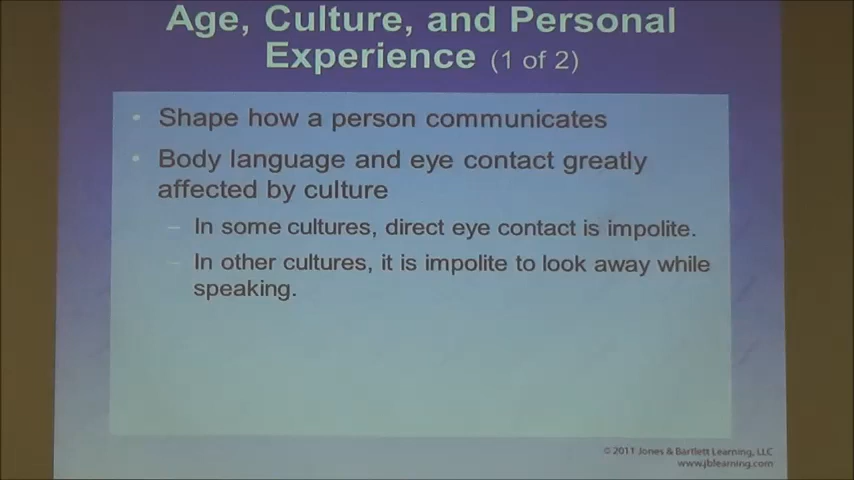 Age, Culture, and Personal
Experience (1 of 2)
• Shape how a person communicates
• Body language and eye contact greatly
affected by culture
– In some cultures, direct eye contact is impolite.
– In other cultures, it is impolite to look away while
speaking.
© 2011 Jones & Bartlett Learning, LLC
www.jblearning.com